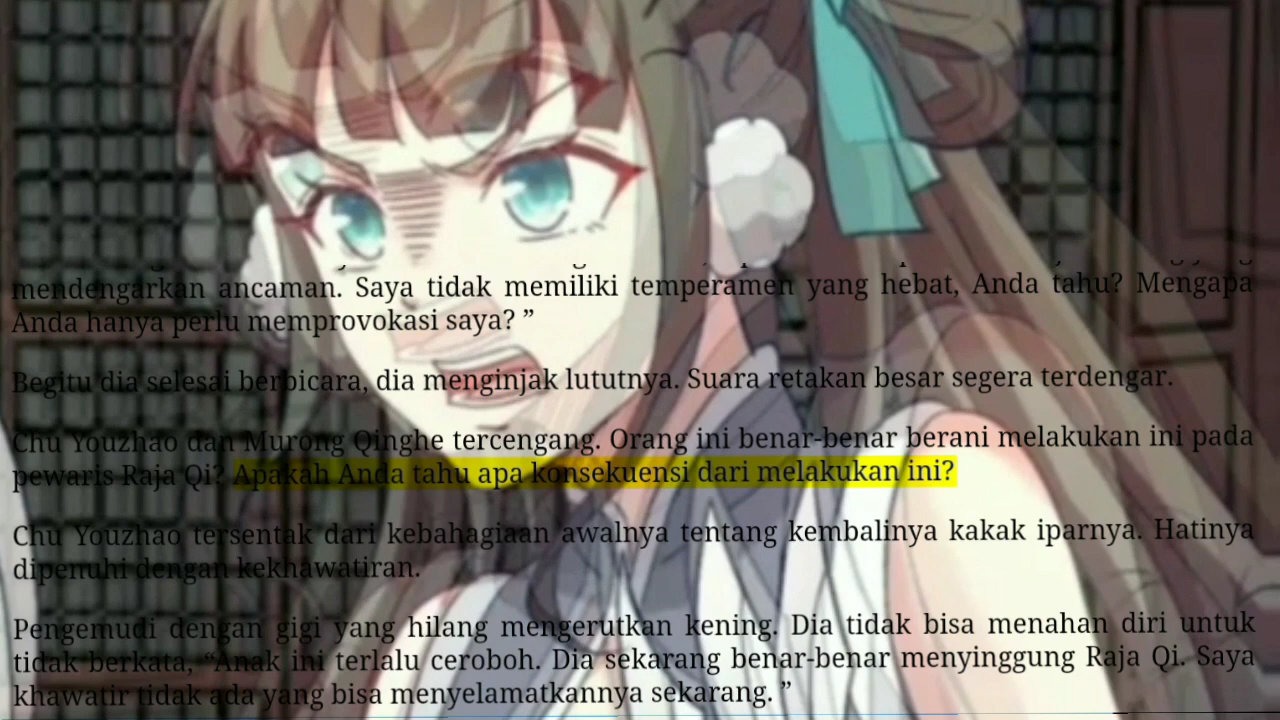 mendengarkan ancaman. Saya tidak memiliki temperamen yang hebat, Anda tahu? Mengapa
Anda hanya perlu memprovokasi saya? ”
Begitu dia selesai berbicara, dia menginjak lututnya. Suara retakan besar segera terdengar.
Chu Youzhao dan Murong Qinghe tercengang. Orang ini benar-benar berani melakukan ini pada
pewaris Raja Qi? Apakah Anda tahu apa konsekuensi dari melakukan ini?
Chu Youzhao tersentak dari kebahagiaan awalnya tentang kembalinya kakak iparnya. Hatinya
dipenuhi dengan kekhawatiran.
Pengemudi dengan gigi yang hilang mengerutkan kening. Dia tidak bisa menahan diri untuk
tidak berkata, “Anak ini terlalu ceroboh. Dia sekarang benar-benar menyinggung Raja Qi. Saya
khawatir tidak ada yang bisa menyelamatkannya sekarang. ”